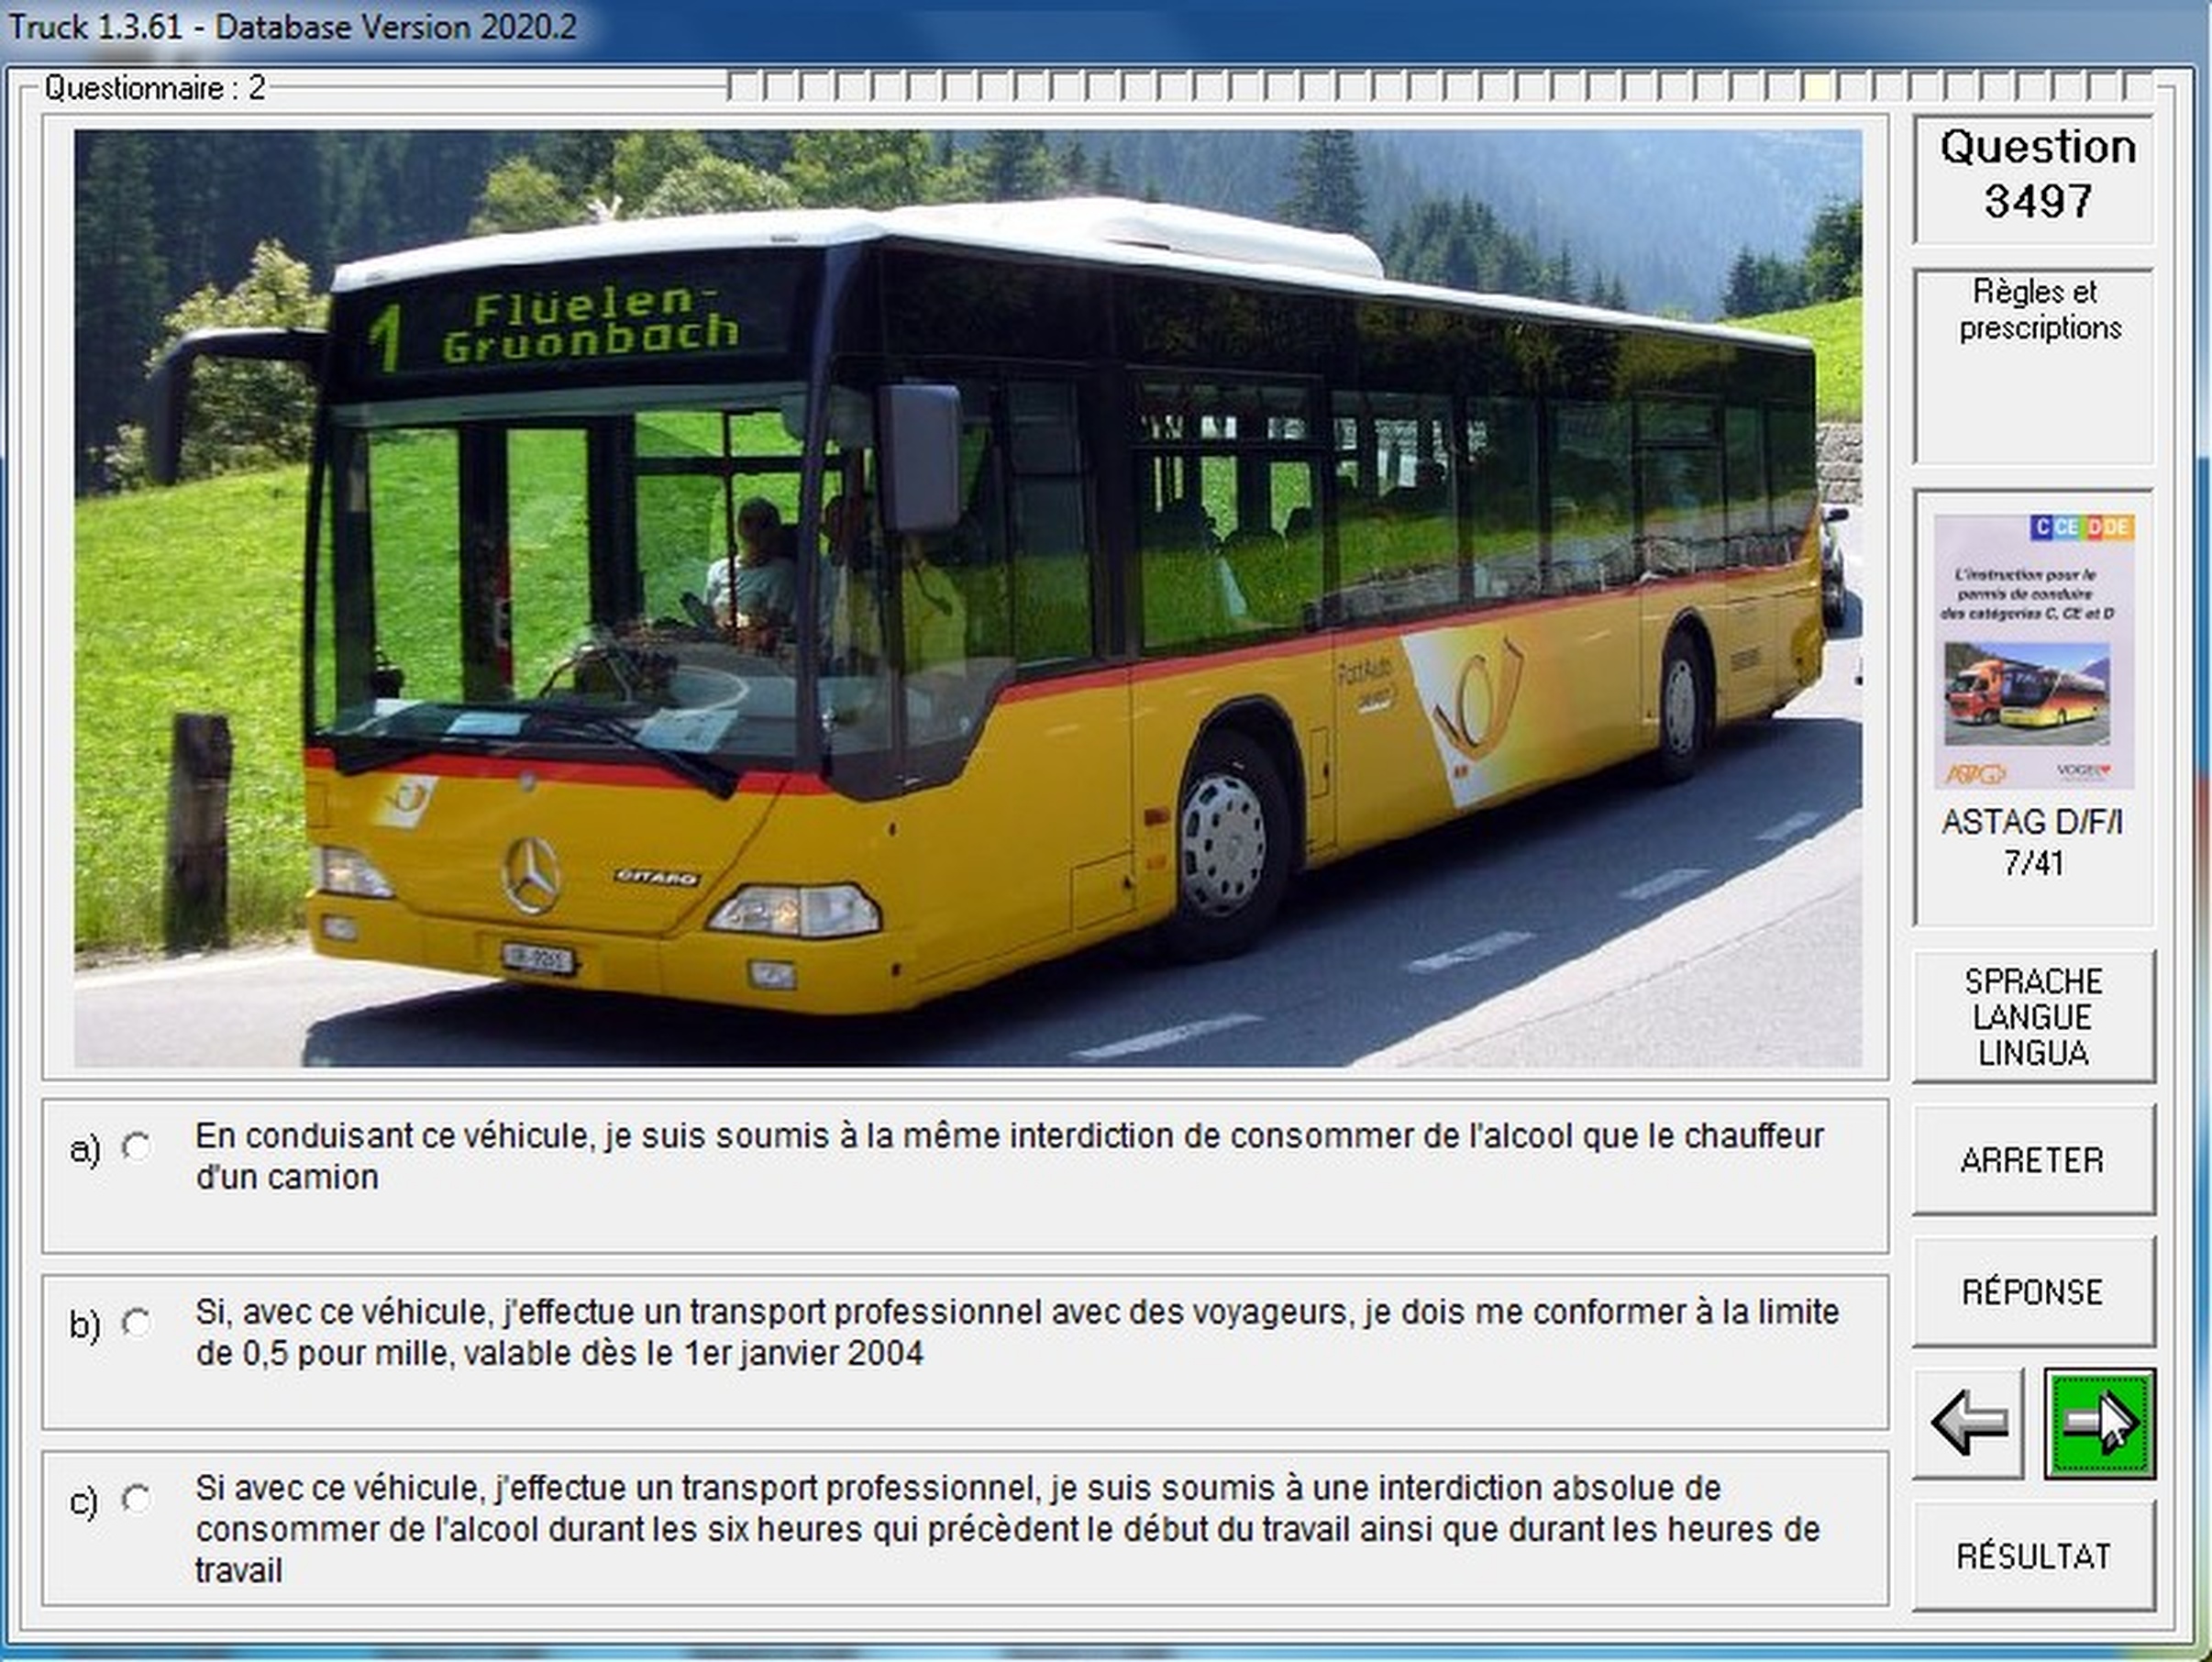 Truck 1.3.61 - Database Version 2020.2
Questionnaire : 2
1 Flüelen-
Gruonbach
PostAuto
CITARO
Question
3497
Règles et
prescriptions
C CE D DE
L'instruction pour le
permis de conduire
des catégories C, CE et D
ASTAG
VOGEL
ASTAG D/F/I
7/41
SPRACHE
LANGUE
LINGUA
ARRETER
RÉPONSE
RÉSULTAT
a) En conduisant ce véhicule, je suis soumis à la même interdiction de consommer de l'alcool que le chauffeur
d'un camion
b) Si, avec ce véhicule, j'effectue un transport professionnel avec des voyageurs, je dois me conformer à la limite
de 0,5 pour mille, valable dès le 1er janvier 2004
c) Si avec ce véhicule, j'effectue un transport professionnel, je suis soumis à une interdiction absolue de
consommer de l'alcool durant les six heures qui précèdent le début du travail ainsi que durant les heures de
travail